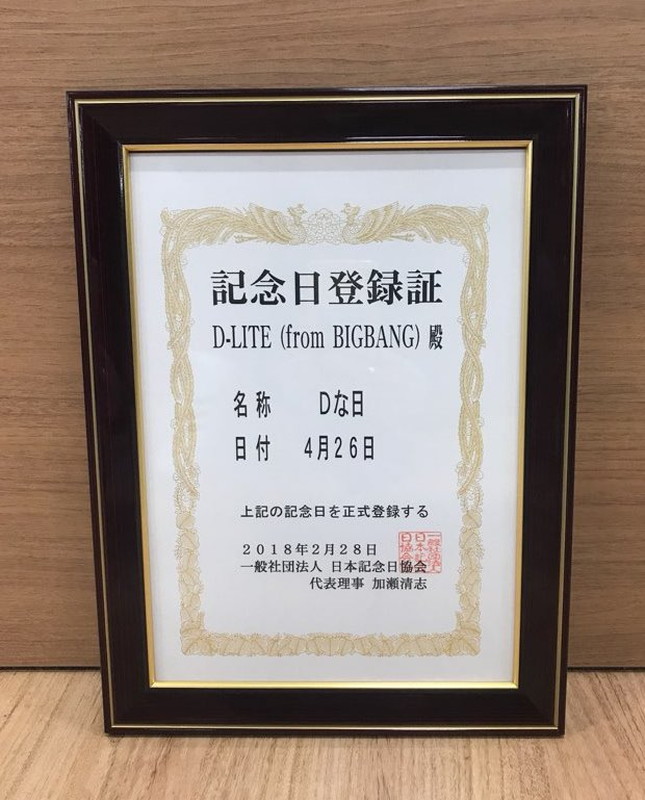 記念日登録証
D-LITE (from BIGBANG) 殿
名称 Dな日
日付 4月26日
上記の記念日を正式登録する
2018年2月28日
一般社団法人 日本記念日協会
代表理事 加瀬清志